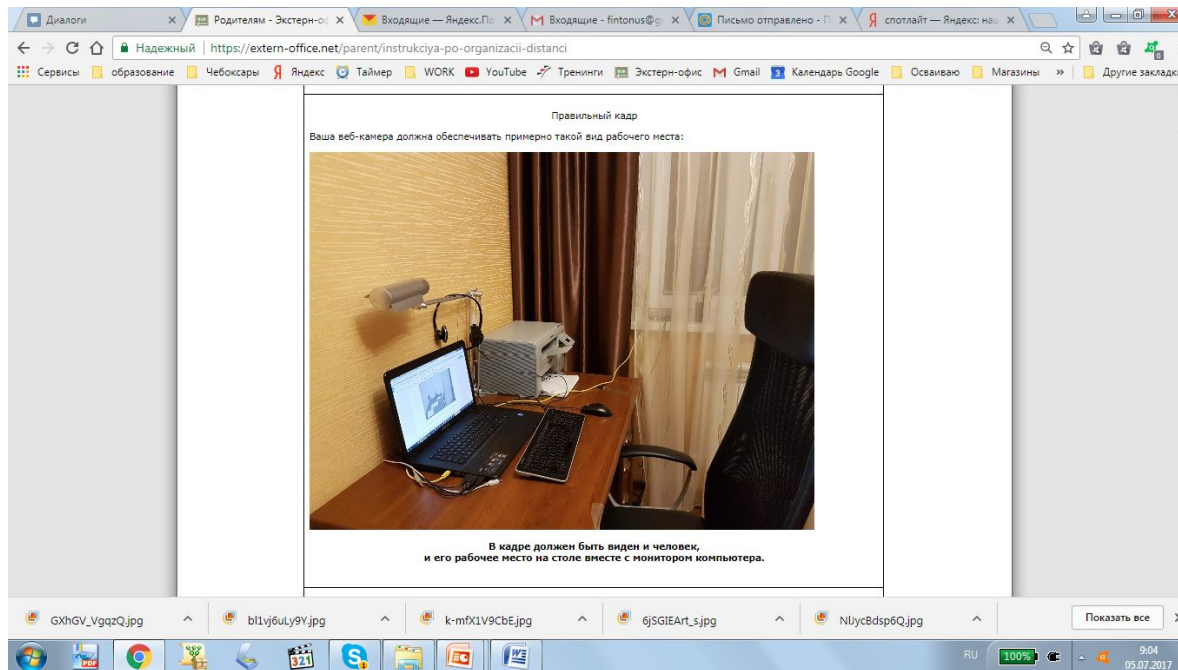 Диалоги
Родителям - Экстерн-оф
Входящие — Яндекс.По
Входящие - fintonus@g
Письмо отправлено - П
спотлайт — Яндекс: наш
Надежный
https://extern-office.net/parent/instrukciya-po-organizacii-distanci
Сервисы образование Чебоксары Яндекс Таймер WORK YouTube Тренинги Экстерн-офис Gmail Календарь Google Осваиваю Магазины » Другие закладки
Правильный кадр
Ваша веб-камера должна обеспечивать примерно такой вид рабочего места:
В кадре должен быть виден и человек,
и его рабочее место на столе вместе с монитором компьютера.
GXhGV_VgqzQ.jpg
bl1vj6uLy9Y.jpg
k-mfX1V9CbE.jpg
6jSGIEArt_s.jpg
NlJycBdsp6Q.jpg
Показать все
321
RU
100%
9:04
05.07.2017